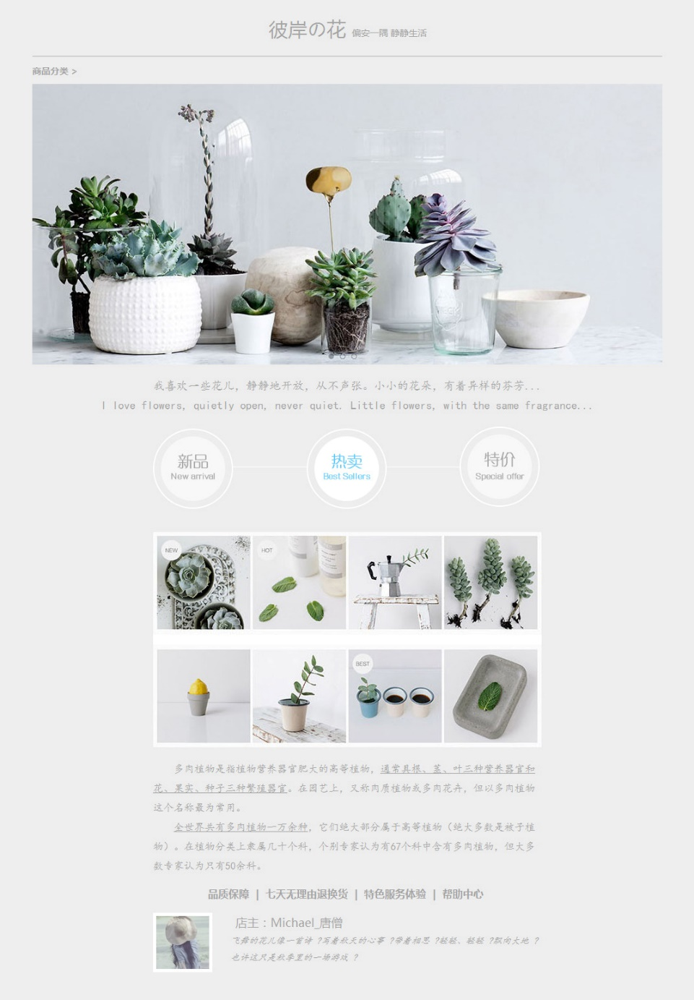 彼岸の花 偏安一隅 静静生活
商品分类 >
我喜欢一些花儿，静静地开放，从不声张。小小的花朵，有着异样的芬芳...
I love flowers, quietly open, never quiet. Little flowers, with the same fragrance...
新品
New arrival
热卖
Best Sellers
特价
Special offer
NEW
HOT
BEST
多肉植物是指植物营养器官肥大的高等植物，通常具根、茎、叶三种营养器官和
花、果实、种子三种繁殖器官。在园艺上，又称肉质植物或多肉花卉，但以多肉植物
这个名称最为常用。
全世界共有多肉植物一万余种，它们绝大部分属于高等植物（绝大多数是被子植
物）。在植物分类上隶属几十个科，个别专家认为有67个科中含有多肉植物，但大多
数专家认为只有50余科。
品质保障 | 七天无理由退换货 | 特色服务体验 | 帮助中心
店主：Michael_唐僧
飞舞的花儿像一首诗 ?写着秋天的心事 ?带着相思 ?轻轻、轻轻 ?飘向大地 ?
也许这只是秋季里的一场游戏 ?